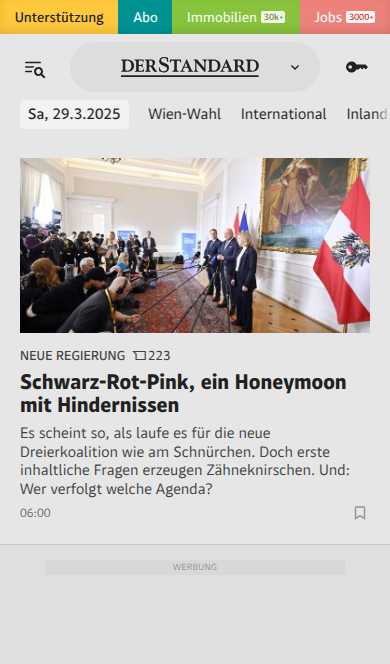 Unterstützung Abo Immobilien 30k+ Jobs 3000+
DERSTANDARD
Sa, 29.3.2025 Wien-Wahl International Inland
NEUE REGIERUNG 223
Schwarz-Rot-Pink, ein Honeymoon
mit Hindernissen
Es scheint so, als laufe es für die neue
Dreierkoalition wie am Schnürchen. Doch erste
inhaltliche Fragen erzeugen Zähneknirschen. Und:
Wer verfolgt welche Agenda?
06:00
WERBUNG